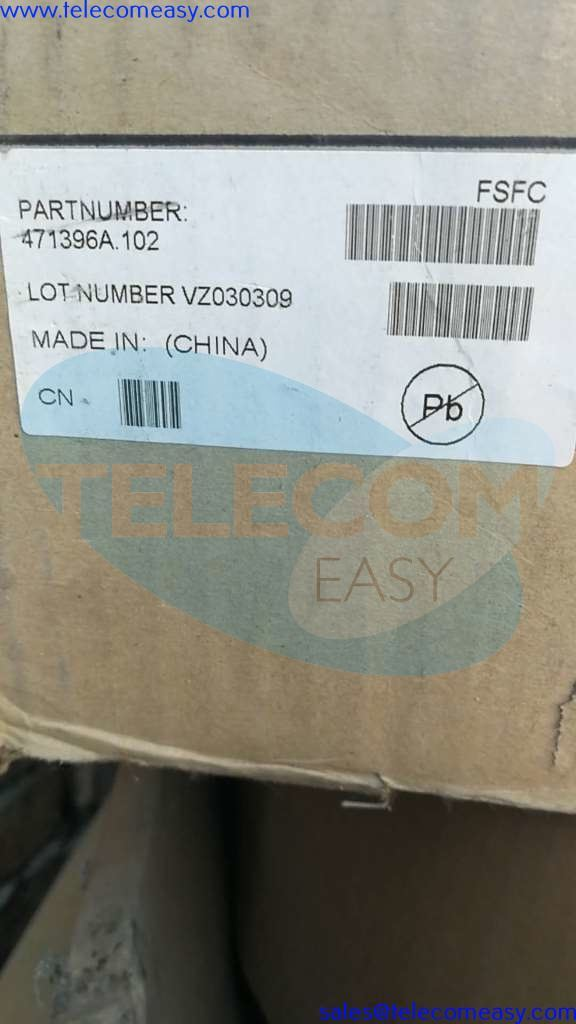 www.telecomeasy.com
FSFC
PARTNUMBER:
471396A.102
LOT NUMBER VZ030309
MADE IN: (CHINA)
CN
Pb
TELECOM
EASY
sales@telecomeasy.com